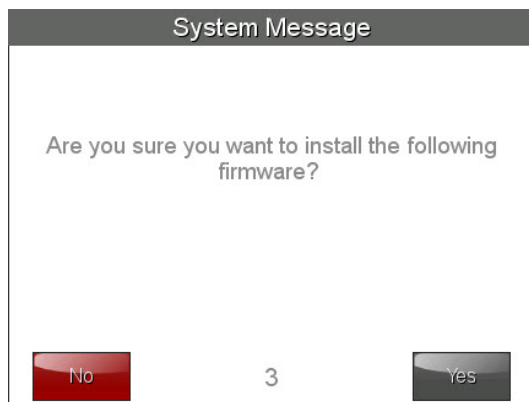 System Message
Are you sure you want to install the following
firmware?
No
3
Yes